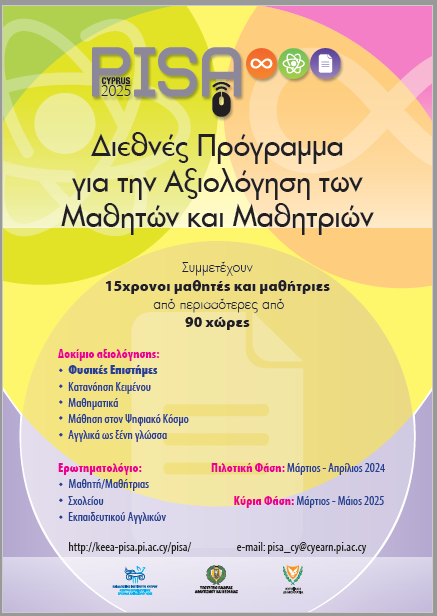 PISA
CYPRUS
2025
Διεθνές Πρόγραμμα
για την Αξιολόγηση των
Μαθητών και Μαθητριών
Συμμετέχουν
15χρονοι μαθητές και μαθήτριες
από περισσότερες από
90 χώρες
Δοκίμιο αξιολόγησης:
Φυσικές Επιστήμες
Κατανόηση Κειμένου
Μαθηματικά
Μάθηση στον Ψηφιακό Κόσμο
Αγγλικά ως ξένη γλώσσα
Ερωτηματολόγιο:
Μαθητή/Μαθήτριας
Σχολείου
Εκπαιδευτικού Αγγλικών
Πιλοτική Φάση: Μάρτιος - Απρίλιος 2024
Κύρια Φάση: Μάρτιος - Μάιος 2025
http://keea-pisa.pi.ac.cy/pisa/
e-mail: pisa_cy@cyearn.pi.ac.cy